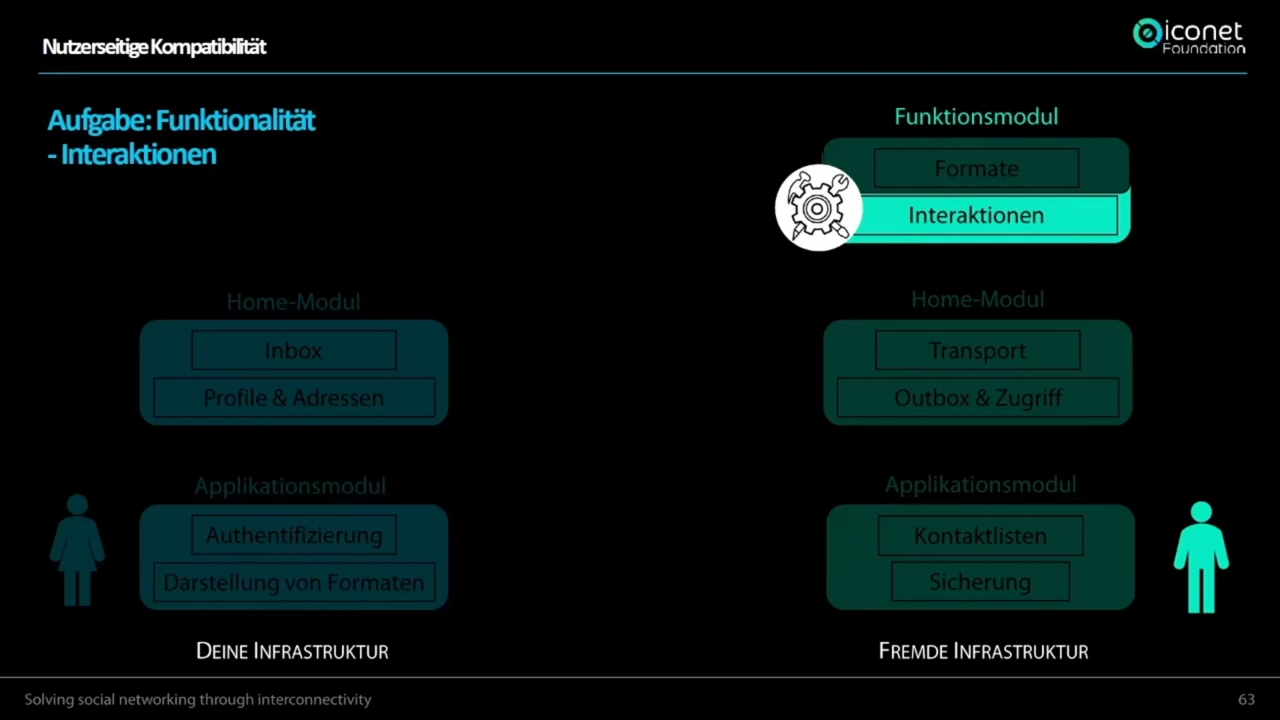 Nutzerseitige Kompatibilität
iconet
Foundation
Aufgabe: Funktionalität
- Interaktionen
Funktionsmodul
Formate
Interaktionen
Home-Modul
Inbox
Profile & Adressen
Home-Modul
Transport
Outbox & Zugriff
Applikationsmodul
Authentifizierung
Darstellung von Formaten
Applikationsmodul
Kontaktlisten
Sicherung
DEINE INFRASTRUKTUR
FREMDE INFRASTRUKTUR
Solving social networking through interconnectivity
63